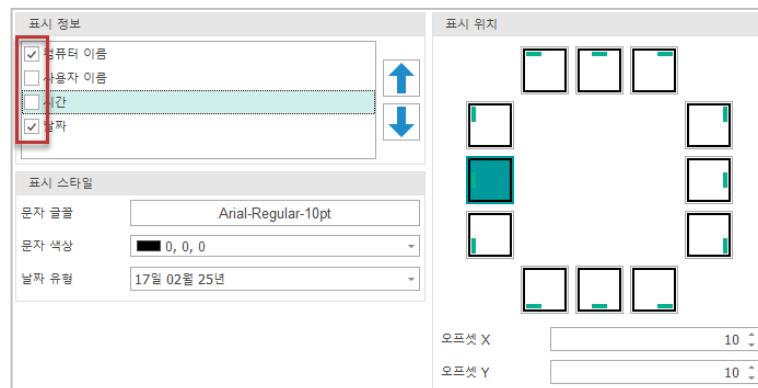 표시 정보
컴퓨터 이름
사용자 이름
시간
날짜
표시 스타일
문자 글꼴 Arial-Regular-10pt
문자 색상 0, 0, 0
날짜 유형 17일 02월 25년
표시 위치
오프셋 X 10
오프셋 Y 10